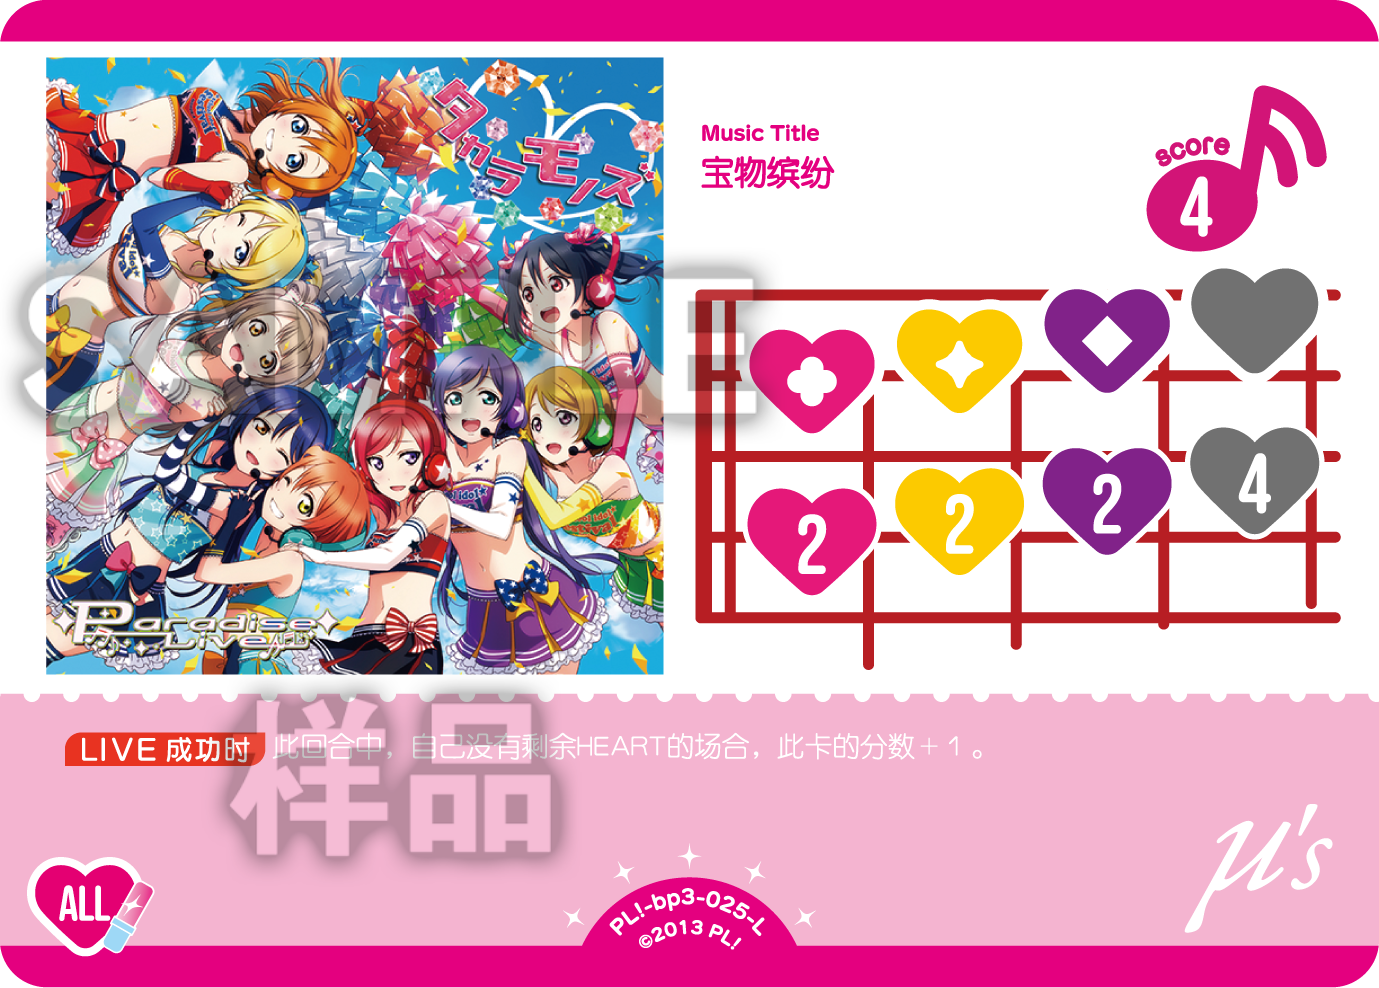 タカラモノズ
Paradise
Live
Music Title
宝物缤纷
score
4
SAMPLE
2
2
2
4
LIVE 成功时 此回合中，自己没有剩余HEART的场合，此卡的分数＋１。
样品
μ's
ALL
PL!-bp3-025-L
©2013 PL!